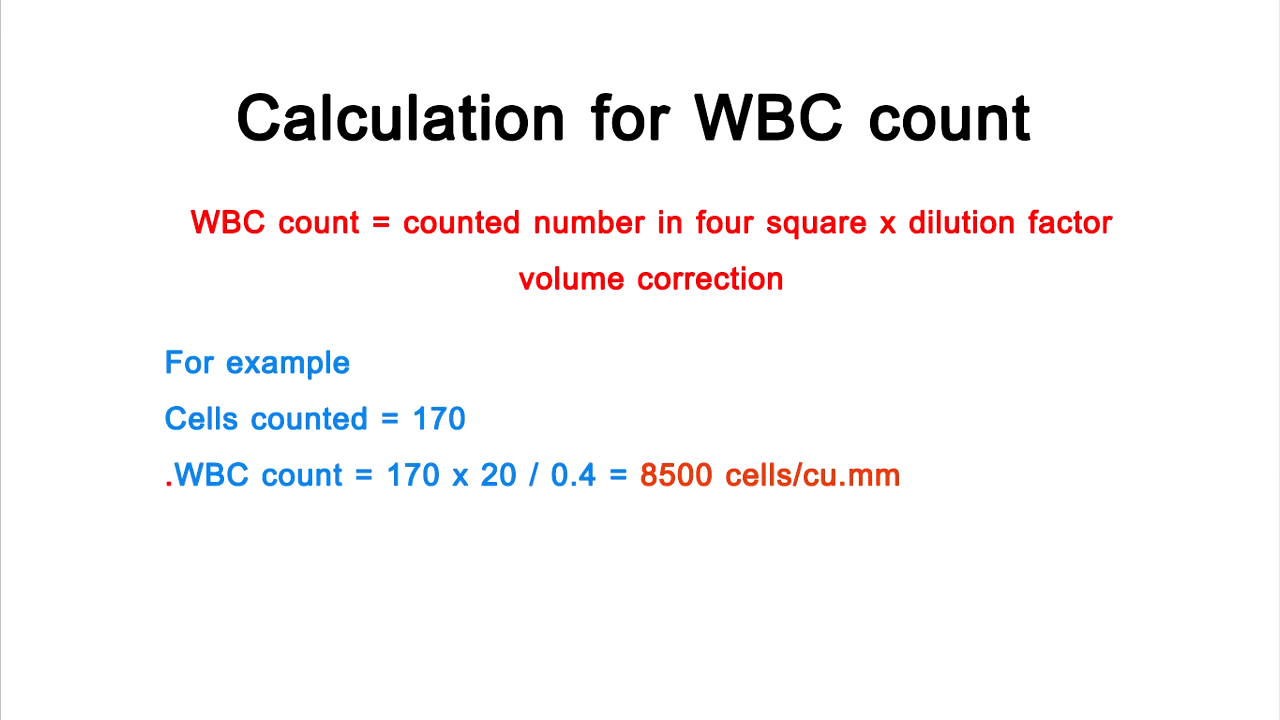 Calculation for WBC count
WBC count = counted number in four square x dilution factor
volume correction
For example
Cells counted = 170
.WBC count = 170 x 20 / 0.4 = 8500 cells/cu.mm